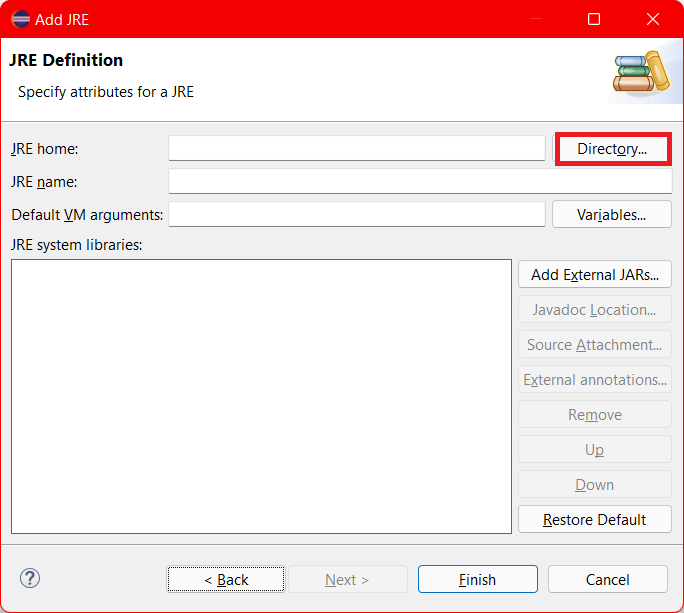 Add JRE
JRE Definition
Specify attributes for a JRE
JRE home:
Directory...
JRE name:
Default VM arguments:
Variables...
JRE system libraries:
Add External JARs...
Javadoc Location...
Source Attachment...
External annotations...
Remove
Up
Down
Restore Default
?
< Back
Next >
Finish
Cancel